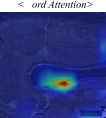 < ord Attention>